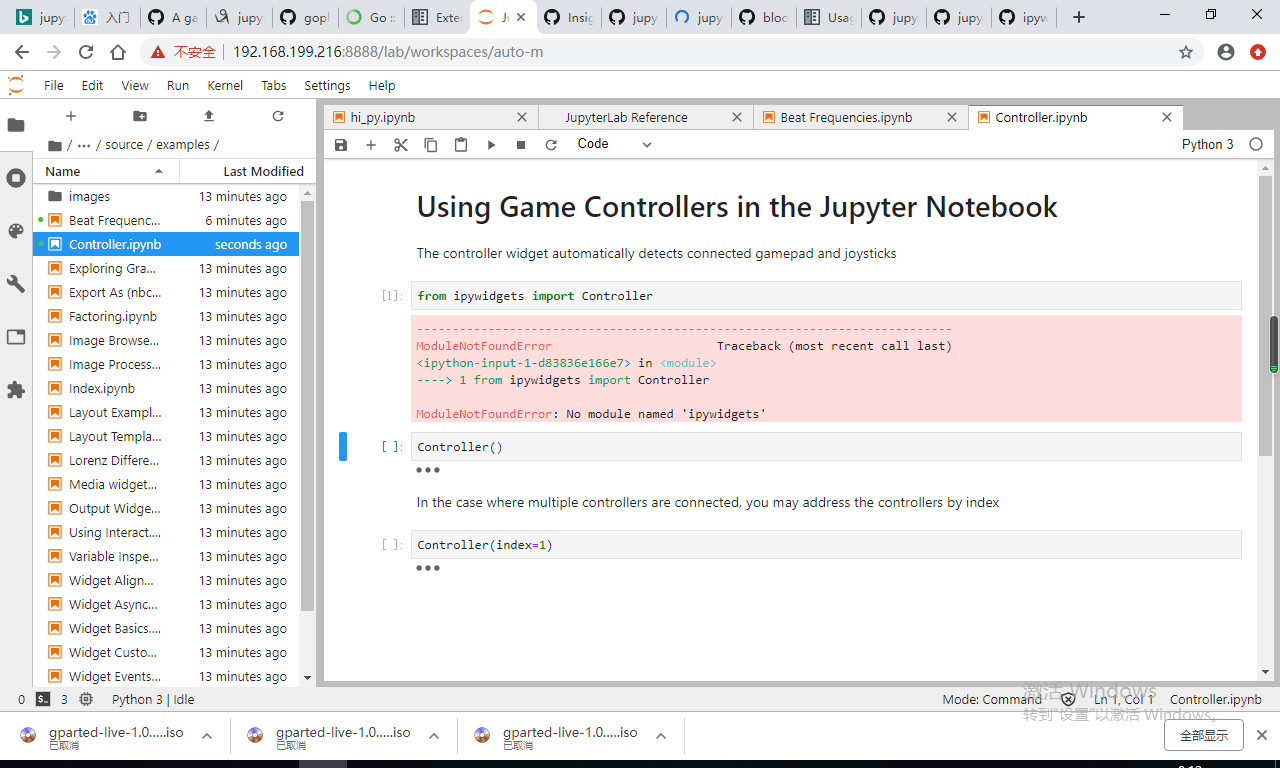 jupy
入门
A ga
jupy
gopl
Go ::
Exte
Ju
Insig
jupy
jupy
bloc
Usag
jupy
jupy
ipyw
不安全 192.168.199.216:8888/lab/workspaces/auto-m
File Edit View Run Kernel Tabs Settings Help
hi_py.ipynb
JupyterLab Reference
Beat Frequencies.ipynb
Controller.ipynb
/ ··· / source / examples /
Code
Python 3
Name Last Modified
images 13 minutes ago
Beat Frequenc... 6 minutes ago
Controller.ipynb seconds ago
Exploring Gra... 13 minutes ago
Export As (nbc... 13 minutes ago
Factoring.ipynb 13 minutes ago
Image Browse... 13 minutes ago
Image Process... 13 minutes ago
Index.ipynb 13 minutes ago
Layout Exampl... 13 minutes ago
Layout Templa... 13 minutes ago
Lorenz Differe... 13 minutes ago
Media widget... 13 minutes ago
Output Widge... 13 minutes ago
Using Interact.... 13 minutes ago
Variable Inspe... 13 minutes ago
Widget Align... 13 minutes ago
Widget Async... 13 minutes ago
Widget Basics.... 13 minutes ago
Widget Custo... 13 minutes ago
Widget Events... 13 minutes ago
Using Game Controllers in the Jupyter Notebook
The controller widget automatically detects connected gamepad and joysticks
[1]: from ipywidgets import Controller
---------------------------------------------------------------------------
ModuleNotFoundError Traceback (most recent call last)
<ipython-input-1-d83836e166e7> in <module>
----> 1 from ipywidgets import Controller
ModuleNotFoundError: No module named 'ipywidgets'
[ ]: Controller()
In the case where multiple controllers are connected, you may address the controllers by index
[ ]: Controller(index=1)
0 3 Python 3 | Idle
Mode: Command Ln 1, Col 1 Controller.ipynb
激活 Windows
转到"设置"以激活 Windows。
gparted-live-1.0.....iso
已取消
gparted-live-1.0.....iso
已取消
gparted-live-1.0.....iso
已取消
全部显示